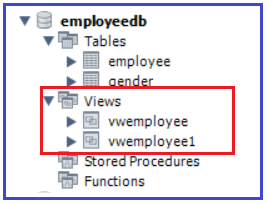 employeedb
Tables
employee
gender
Views
vwemployee
vwemployee1
Stored Procedures
Functions